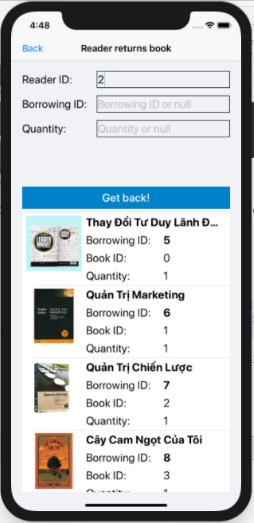 4:48
Back
Reader returns book
Reader ID: 2
Borrowing ID: Borrowing ID or null
Quantity: Quantity or null
Get back!
Thay Đổi Tư Duy Lãnh Đ...
Borrowing ID: 5
Book ID: 0
Quantity: 1
Quản Trị Marketing
Borrowing ID: 6
Book ID: 1
Quantity: 1
Quản Trị Chiến Lược
Borrowing ID: 7
Book ID: 2
Quantity: 1
Cây Cam Ngọt Của Tôi
Borrowing ID: 8
Book ID: 3
Quantity: 1